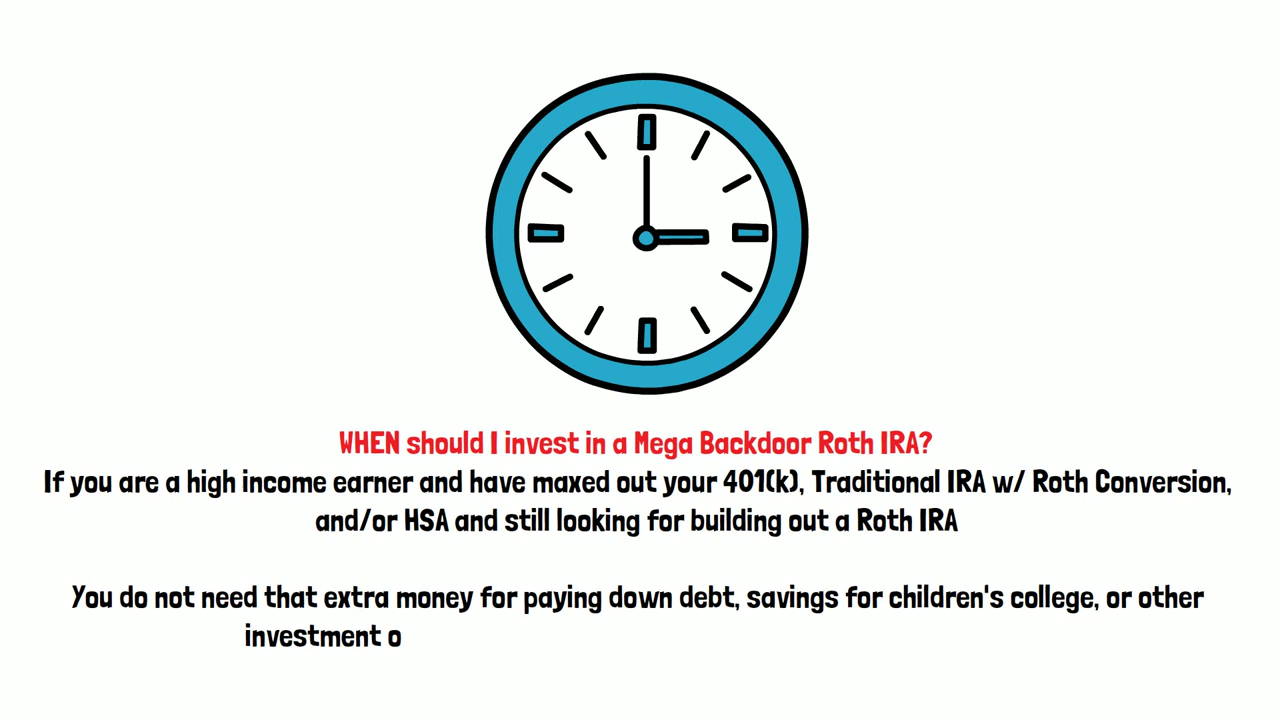 WHEN should I invest in a Mega Backdoor Roth IRA?
If you are a high income earner and have maxed out your 401(k), Traditional IRA w/ Roth Conversion,
and/or HSA and still looking for building out a Roth IRA
You do not need that extra money for paying down debt, savings for children's college, or other
investment o